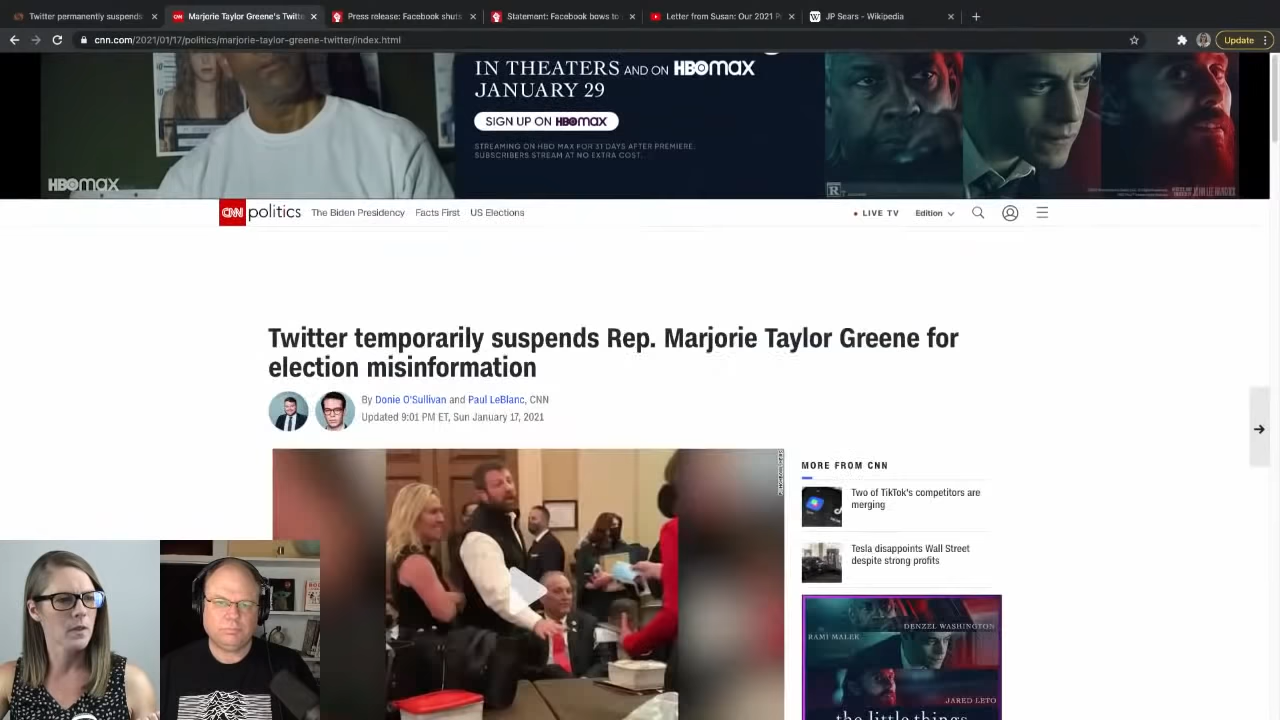 Twitter permanently suspends
Marjorie Taylor Greene's Twitte
Press release: Facebook shuts
Statement: Facebook bows to
Letter from Susan: Our 2021 P
JP Sears - Wikipedia
cnn.com/2021/01/17/politics/marjorie-taylor-greene-twitter/index.html
Update
IN THEATERS AND ON HBOMAX
JANUARY 29
SIGN UP ON HBOMAX
STREAMING ON HBO MAX FOR 31 DAYS AFTER PREMIERE.
SUBSCRIBERS STREAM AT NO EXTRA COST.
HBOMAX
R
CNN politics The Biden Presidency Facts First US Elections
LIVE TV Edition
Twitter temporarily suspends Rep. Marjorie Taylor Greene for
election misinformation
By Donie O'Sullivan and Paul LeBlanc, CNN
Updated 9:01 PM ET, Sun January 17, 2021
MORE FROM CNN
Two of TikTok's competitors are
merging
Tesla disappoints Wall Street
despite strong profits
DENZEL WASHINGTON
RAMI MALEK
JARED LETO
the little things